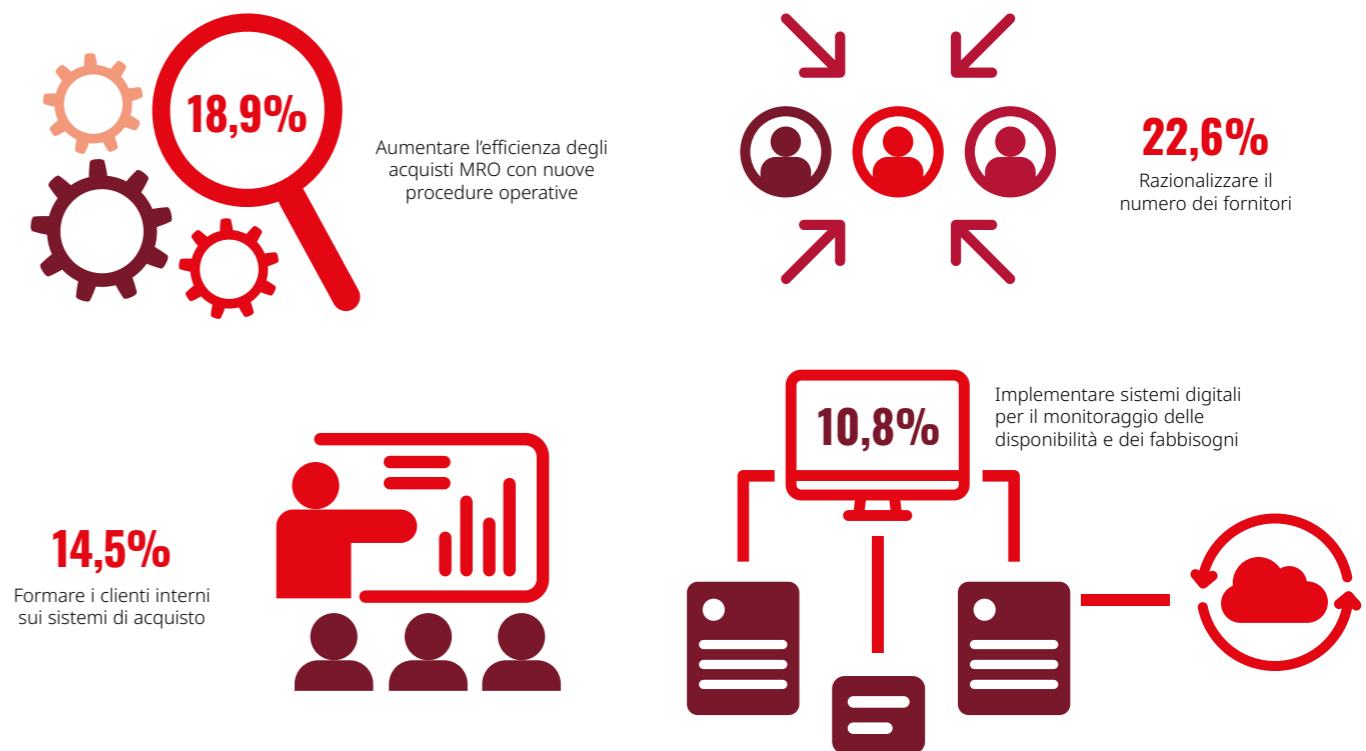 18,9%
Aumentare l'efficienza degli
acquisti MRO con nuove
procedure operative
22,6%
Razionalizzare il
numero dei fornitori
14,5%
Formare i clienti interni
sui sistemi di acquisto
10,8%
Implementare sistemi digitali
per il monitoraggio delle
disponibilità e dei fabbisogni